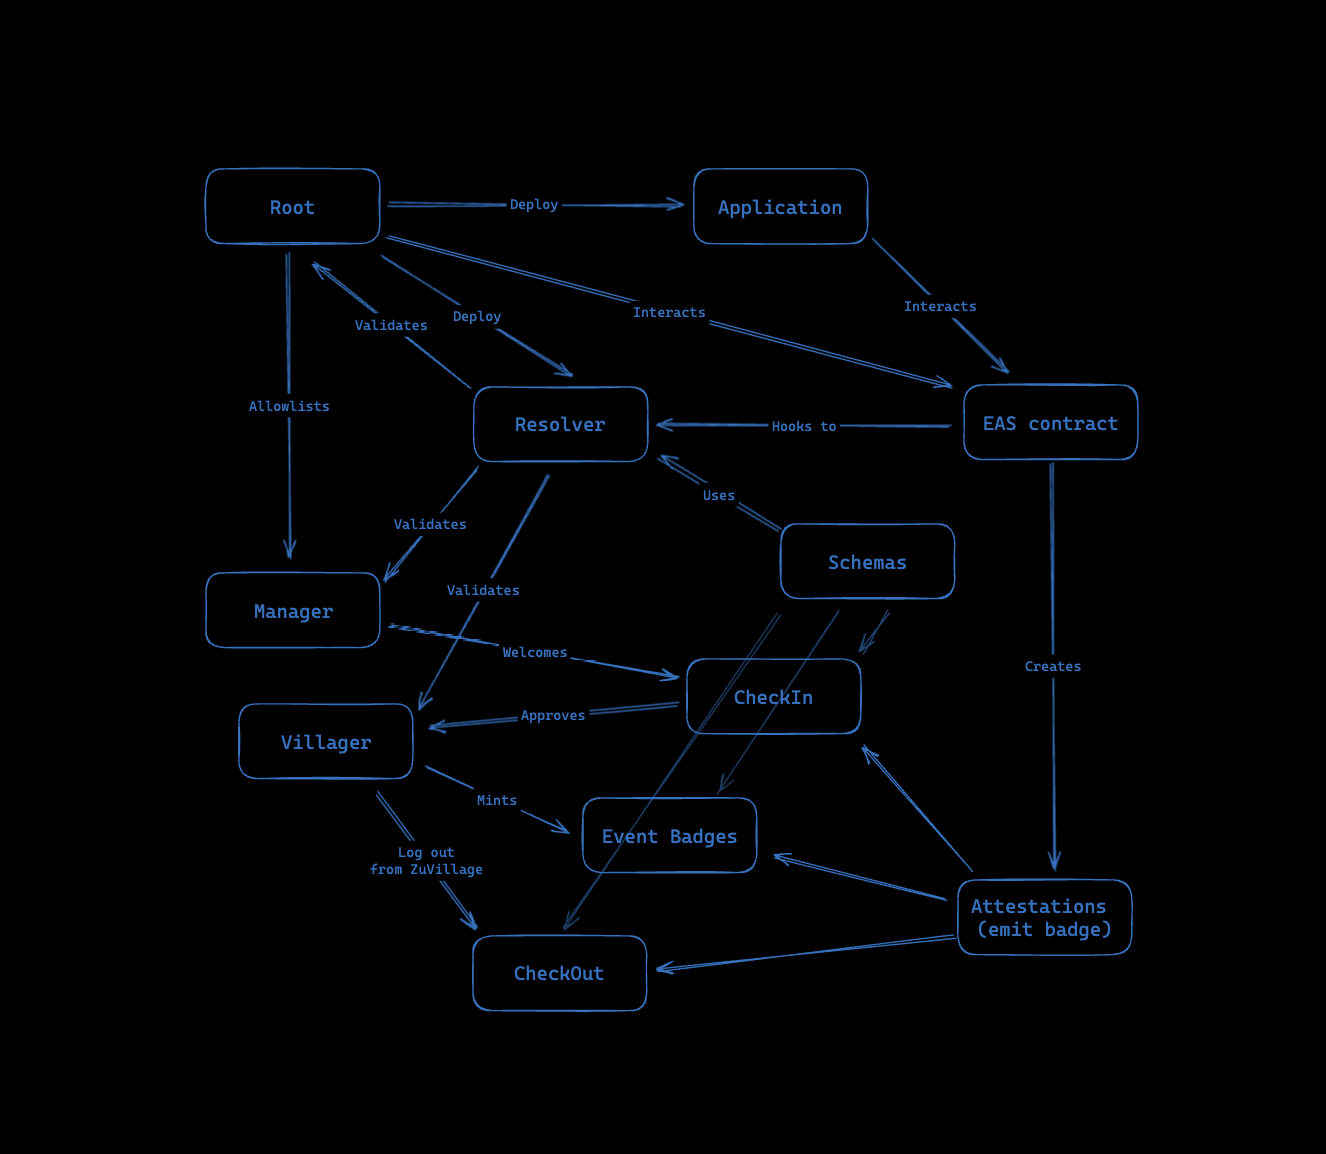 Root
Deploy
Application
Interacts
Interacts
Deploy
Validates
Allowlists
Resolver
Hooks to
EAS contract
Uses
Validates
Schemas
Validates
Manager
Welcomes
Creates
CheckIn
Approves
Villager
Mints
Event Badges
Log out
from ZuVillage
Attestations
(emit badge)
CheckOut